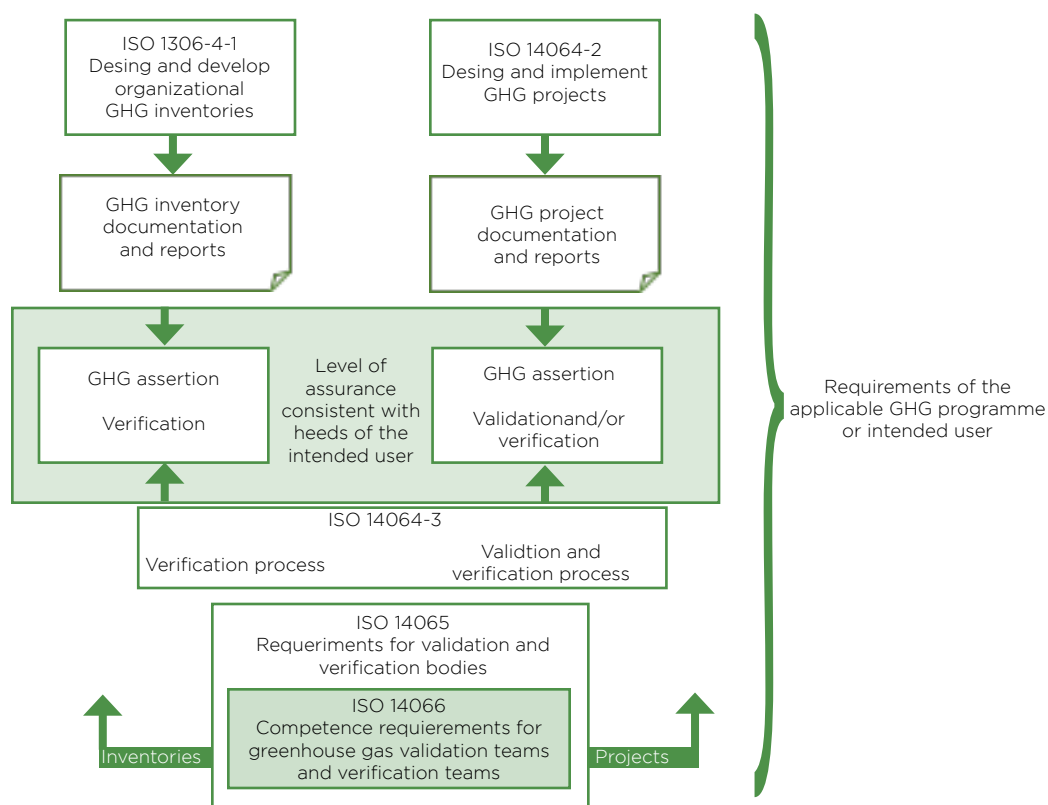 ISO 1306-4-1
Desing and develop
organizational
GHG inventories
ISO 14064-2
Desing and implement
GHG projects
GHG inventory
documentation
and reports
GHG project
documentation
and reports
GHG assertion
Verification
Level of
assurance
consistent with
heeds of the
intended user
GHG assertion
Validationand/or
verification
Requirements of the
applicable GHG programme
or intended user
ISO 14064-3
Verification process
Validtion and
verification process
ISO 14065
Requeriments for validation and
verification bodies
ISO 14066
Competence requierements for
greenhouse gas validation teams
and verification teams
Inventories
Projects